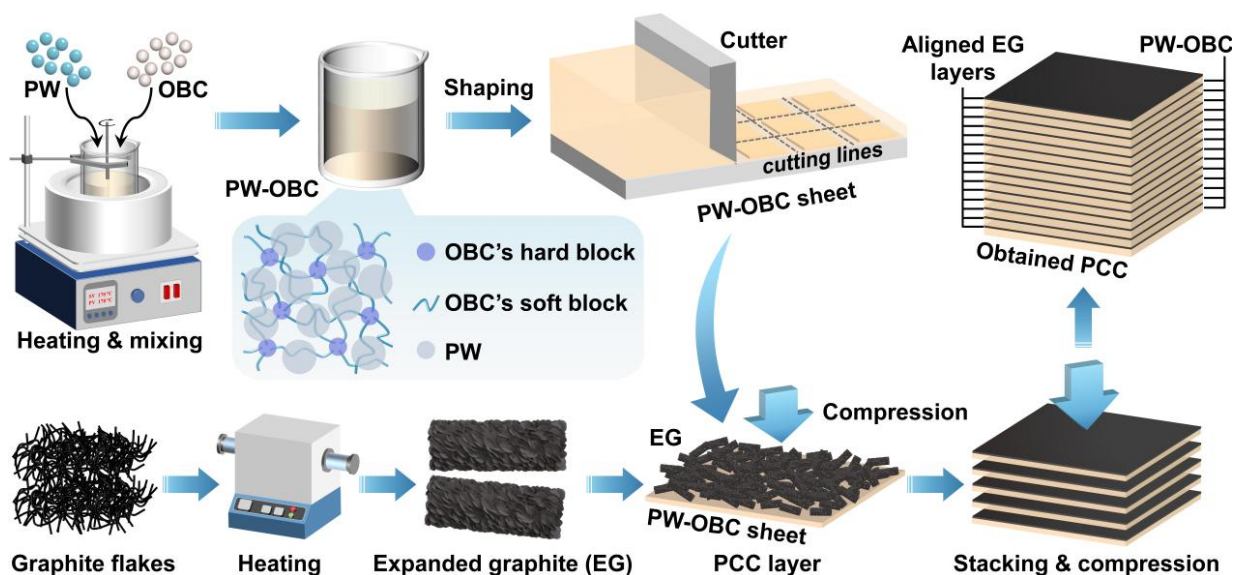 PW
OBC
Heating & mixing
PW-OBC
OBC's hard block
OBC's soft block
PW
Shaping
Cutter
cutting lines
PW-OBC sheet
Aligned EG
layers
PW-OBC
Obtained PCC
Graphite flakes
Heating
Expanded graphite (EG)
EG
Compression
PW-OBC sheet
PCC layer
Stacking & compression